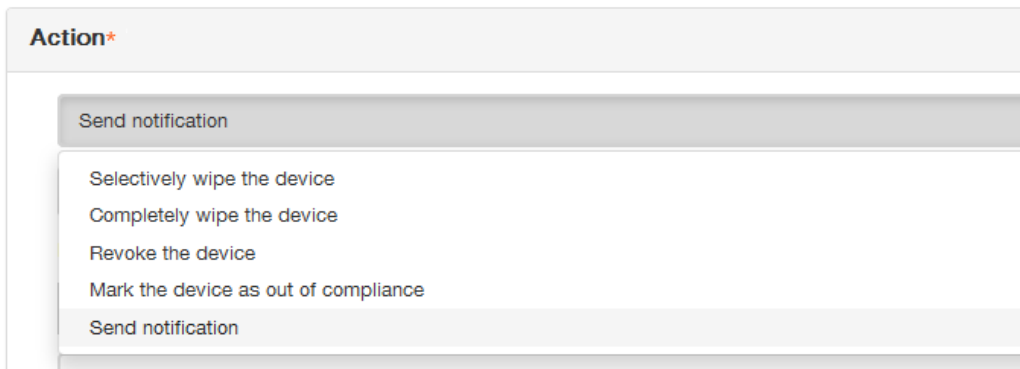 Action*
Send notification
Selectively wipe the device
Completely wipe the device
Revoke the device
Mark the device as out of compliance
Send notification